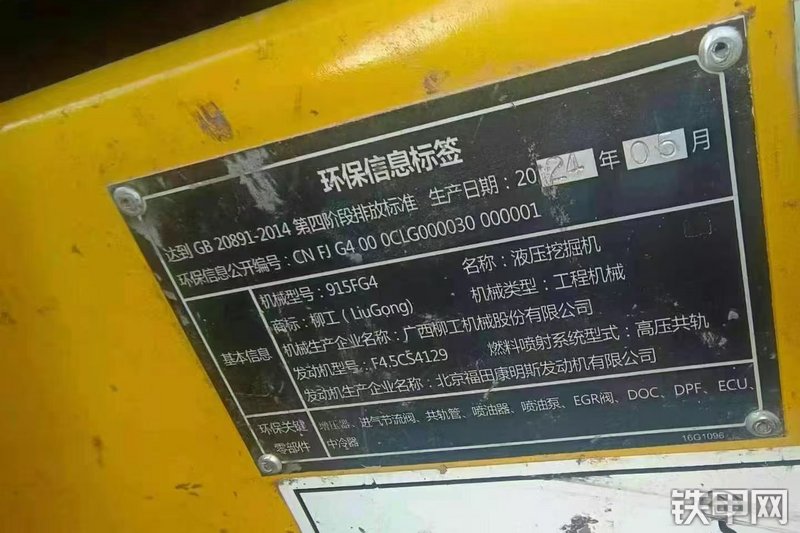 环保信息标签
达到 GB 20891-2014 第四阶段排放标准 生产日期：2024年05月
环保信息公开编号：CN FJ G4 00 0CLG000030 000001
基本信息
机械型号：915FG4 名称：液压挖掘机
商标：柳工（LiuGong） 机械类型：工程机械
机械生产企业名称：广西柳工机械股份有限公司
发动机型号：F4.5CS4129 燃料喷射系统型式：高压共轨
发动机生产企业名称：北京福田康明斯发动机有限公司
环保关键零部件
增压器、进气节流阀、共轨管、喷油器、喷油泵、EGR阀、DOC、DPF、ECU、
中冷器
16G1096
铁甲网